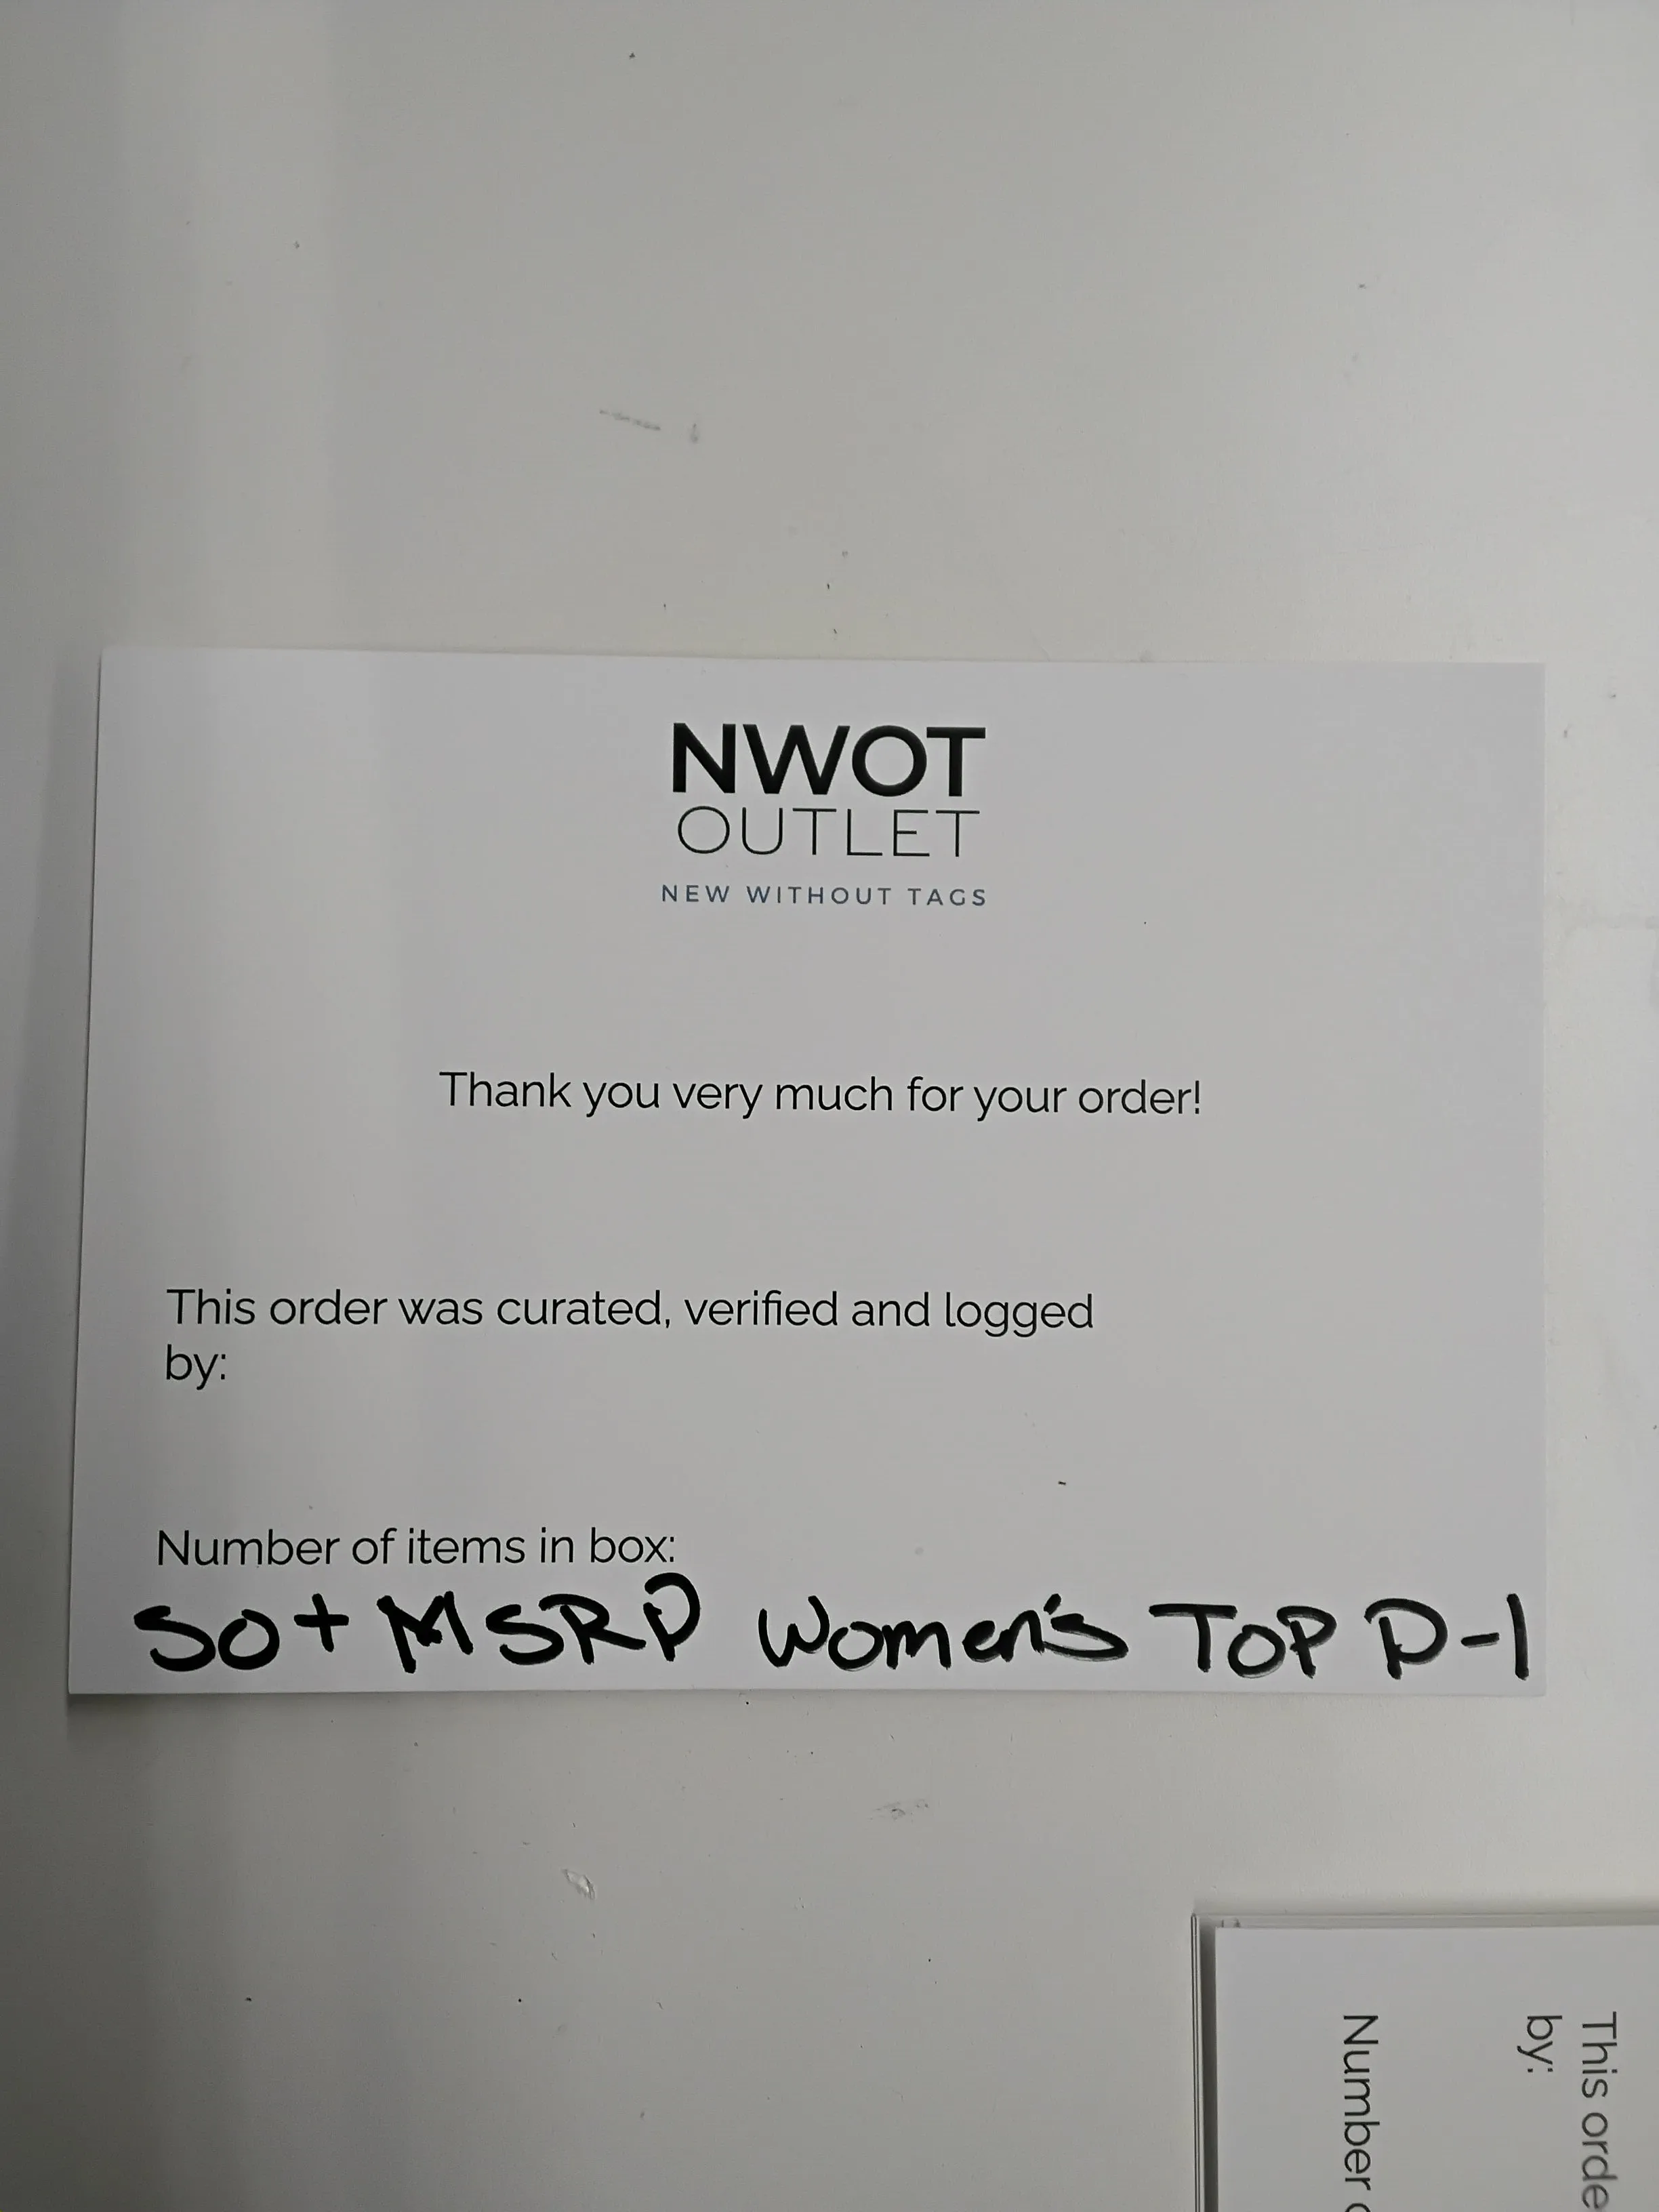 NWOT
OUTLET
NEW WITHOUT TAGS
Thank you very much for your order!
This order was curated, verified and logged
by:
Number of items in box:
50+ MSRP Women's TOP D-1
This orde
by:
Number